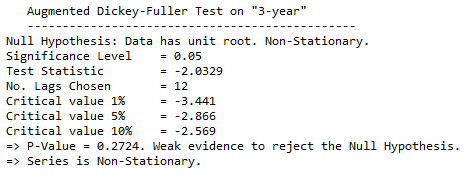 Augmented Dickey-Fuller Test on "3-year"
-----------------------------------------------
Null Hypothesis: Data has unit root. Non-Stationary.
Significance Level    = 0.05
Test Statistic        = -2.0329
No. Lags Chosen       = 12
Critical value 1%     = -3.441
Critical value 5%     = -2.866
Critical value 10%    = -2.569
=> P-Value = 0.2724. Weak evidence to reject the Null Hypothesis.
=> Series is Non-Stationary.